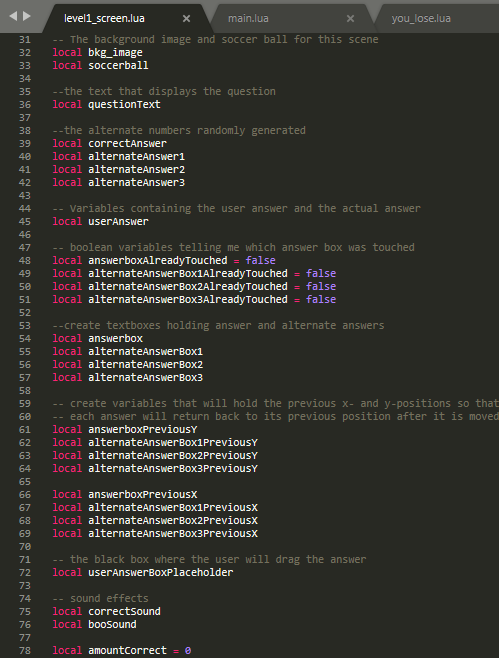 level1_screen.lua × main.lua × you_lose.lua
31 -- The background image and soccer ball for this scene
32 local bkg_image
33 local soccerball
34
35 --the text that displays the question
36 local questionText
37
38 --the alternate numbers randomly generated
39 local correctAnswer
40 local alternateAnswer1
41 local alternateAnswer2
42 local alternateAnswer3
43
44 -- Variables containing the user answer and the actual answer
45 local userAnswer
46
47 -- boolean variables telling me which answer box was touched
48 local answerboxAlreadyTouched = false
49 local alternateAnswerBox1AlreadyTouched = false
50 local alternateAnswerBox2AlreadyTouched = false
51 local alternateAnswerBox3AlreadyTouched = false
52
53 --create textboxes holding answer and alternate answers
54 local answerbox
55 local alternateAnswerBox1
56 local alternateAnswerBox2
57 local alternateAnswerBox3
58
59 -- create variables that will hold the previous x- and y-positions so that
60 -- each answer will return back to its previous position after it is moved
61 local answerboxPreviousY
62 local alternateAnswerBox1PreviousY
63 local alternateAnswerBox2PreviousY
64 local alternateAnswerBox3PreviousY
65
66 local answerboxPreviousX
67 local alternateAnswerBox1PreviousX
68 local alternateAnswerBox2PreviousX
69 local alternateAnswerBox3PreviousX
70
71 -- the black box where the user will drag the answer
72 local userAnswerBoxPlaceholder
73
74 -- sound effects
75 local correctSound
76 local booSound
77
78 local amountCorrect = 0